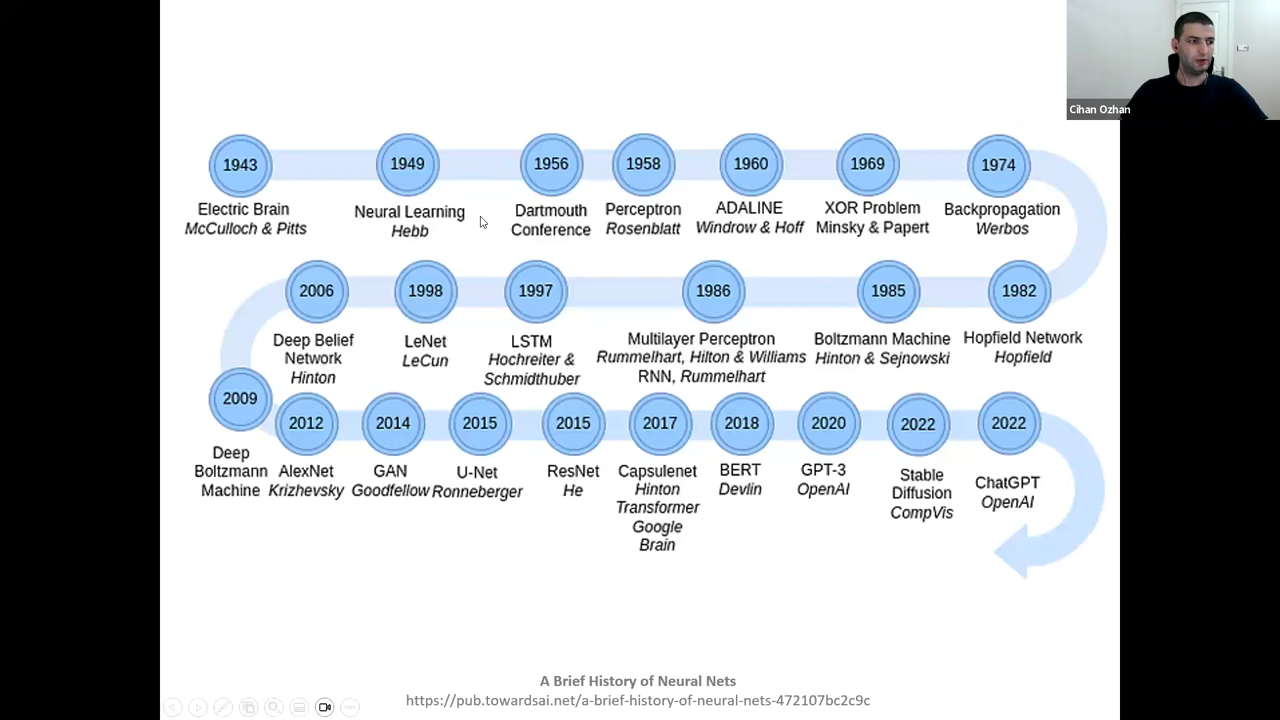 Cihan Ozhan
1943
1949
1956
1958
1960
1969
1974
Electric Brain
McCulloch & Pitts
Neural Learning
Hebb
Dartmouth
Conference
Perceptron
Rosenblatt
ADALINE
Windrow & Hoff
XOR Problem
Minsky & Papert
Backpropagation
Werbos
2006
1998
1997
1986
1985
1982
Deep Belief
Network
Hinton
LeNet
LeCun
LSTM
Hochreiter &
Schmidthuber
Multilayer Perceptron
Rummelhart, Hilton & Williams
RNN, Rummelhart
Boltzmann Machine
Hinton & Sejnowski
Hopfield Network
Hopfield
2009
2012
2014
2015
2015
2017
2018
2020
2022
2022
Deep
Boltzmann
Machine
AlexNet
Krizhevsky
GAN
Goodfellow
U-Net
Ronneberger
ResNet
He
Capsulenet
Hinton
Transformer
Google
Brain
BERT
Devlin
GPT-3
OpenAI
Stable
Diffusion
CompVis
ChatGPT
OpenAI
A Brief History of Neural Nets
https://pub.towardsai.net/a-brief-history-of-neural-nets-472107bc2c9c